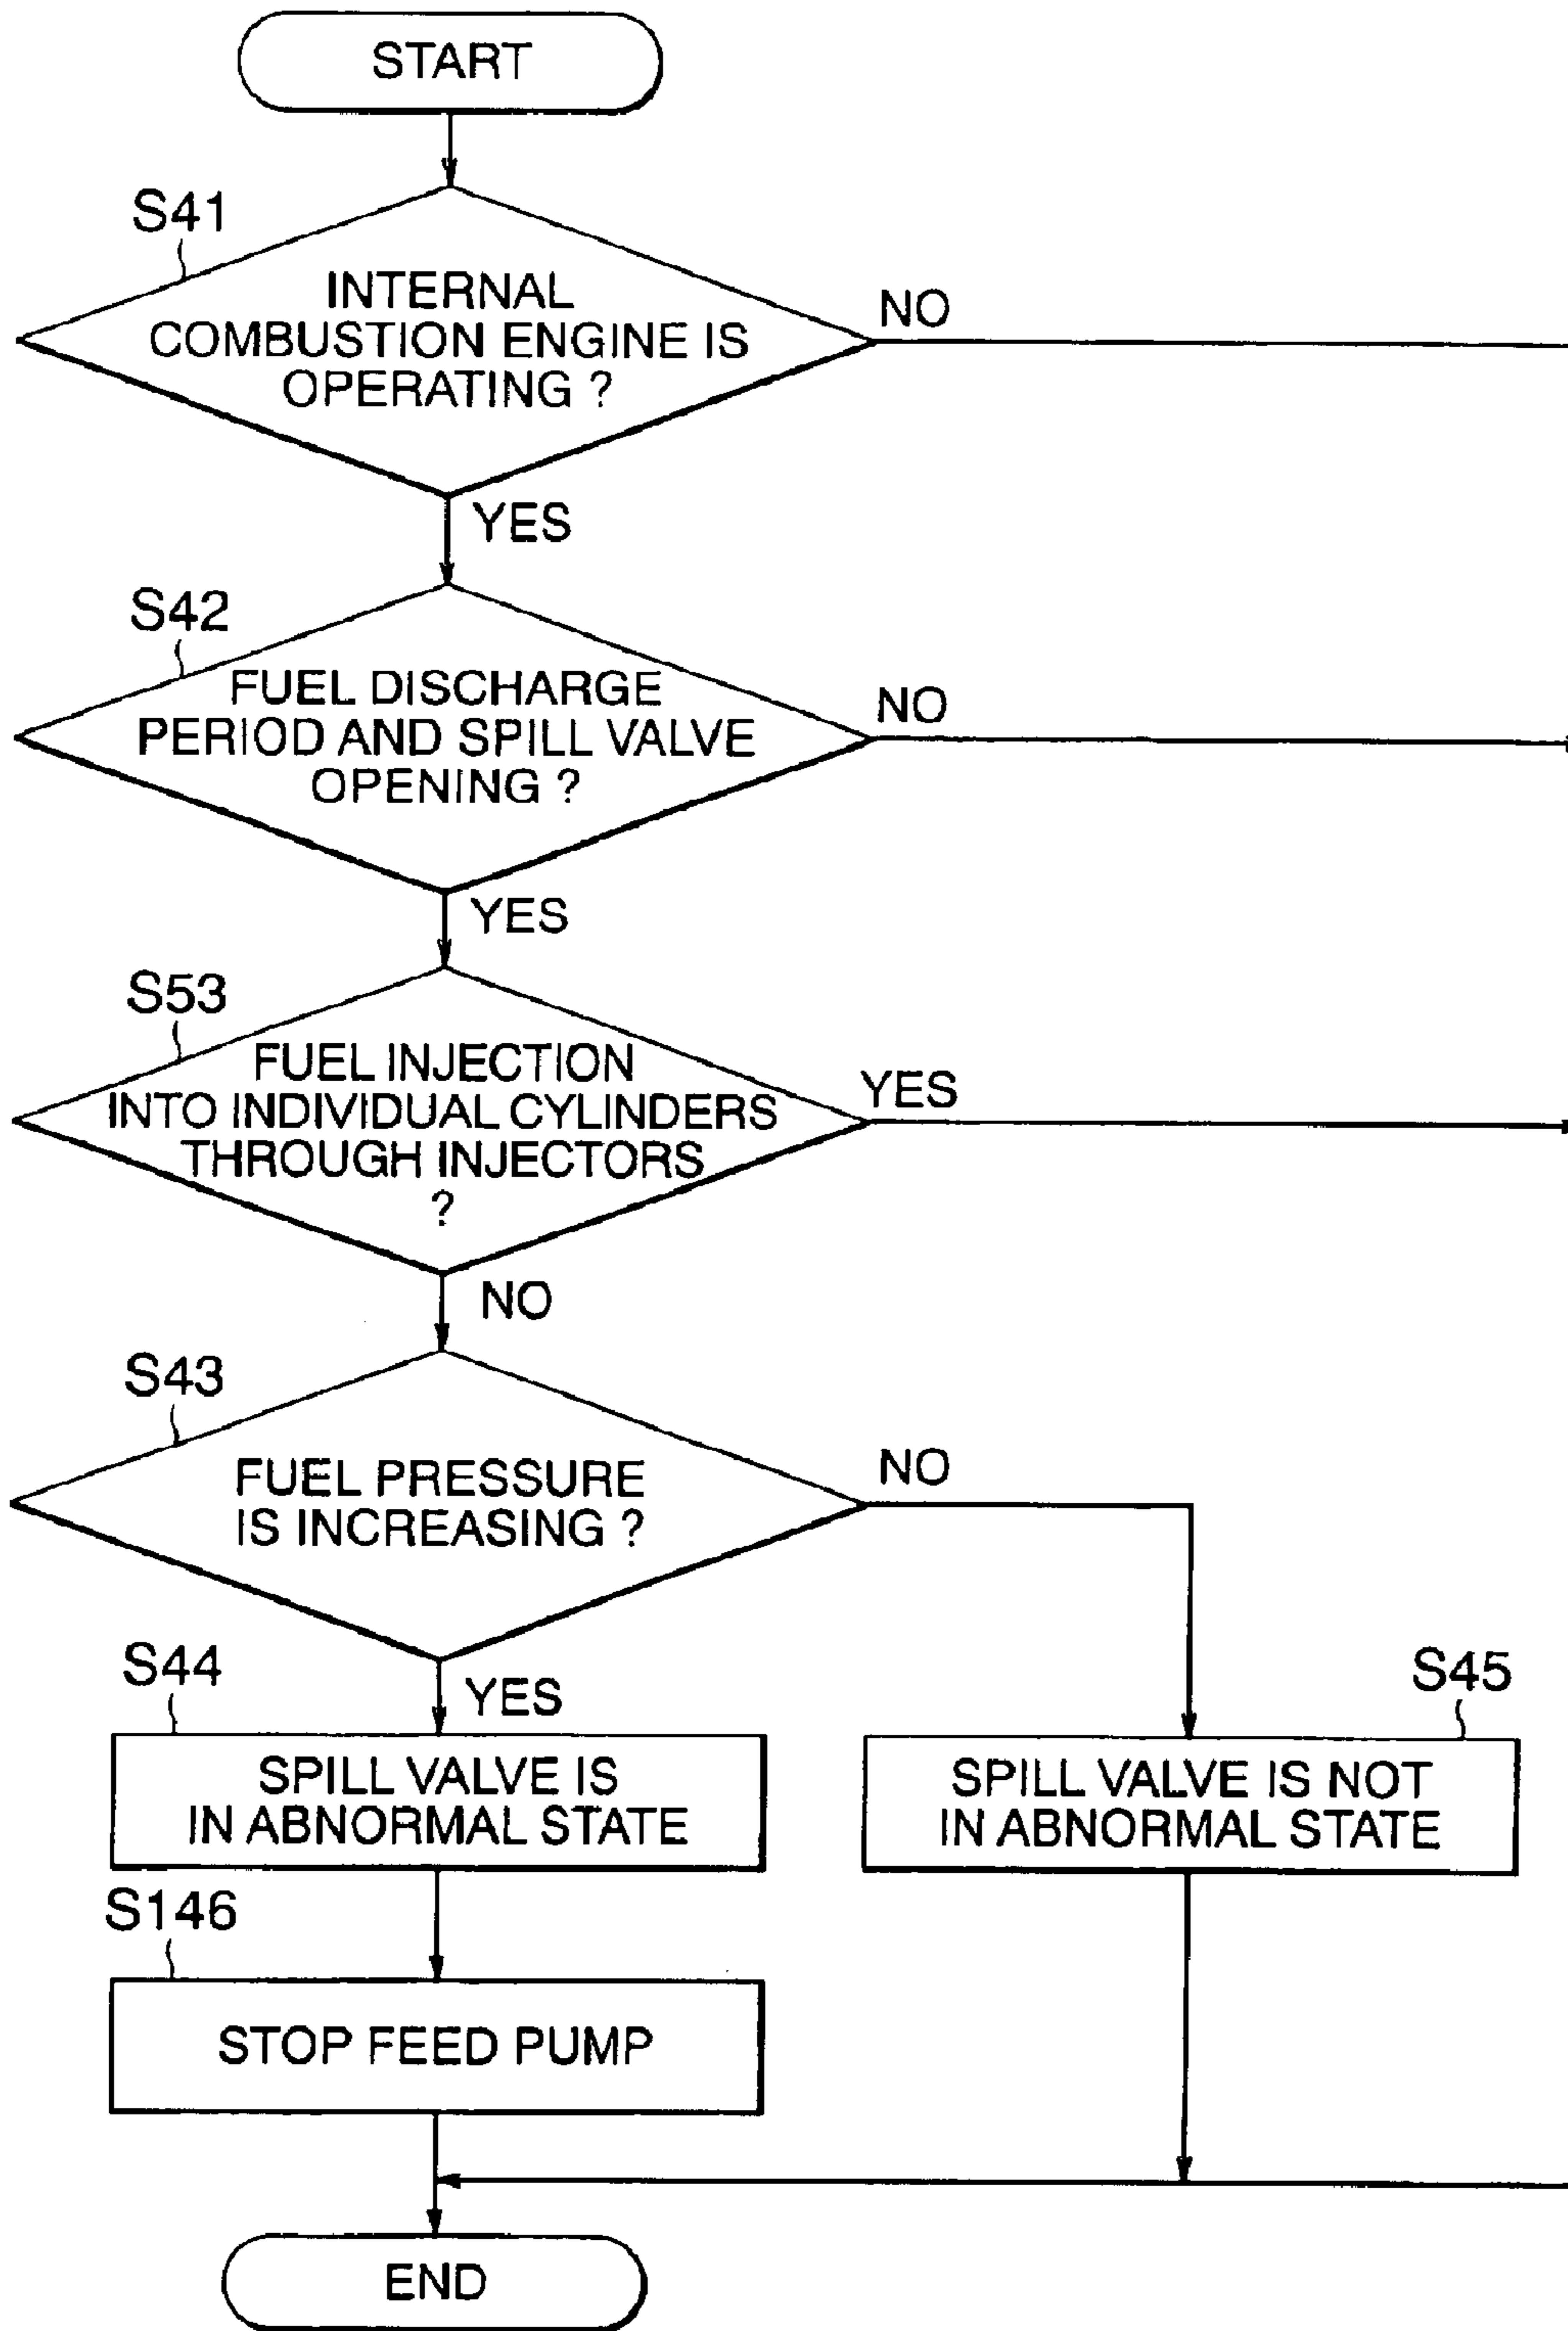 START
S41
INTERNAL
COMBUSTION ENGINE IS
OPERATING ?
NO
YES
S42
FUEL DISCHARGE
PERIOD AND SPILL VALVE
OPENING ?
NO
YES
S53
FUEL INJECTION
INTO INDIVIDUAL CYLINDERS
THROUGH INJECTORS
?
YES
NO
S43
FUEL PRESSURE
IS INCREASING ?
NO
YES
S44
SPILL VALVE IS
IN ABNORMAL STATE
S45
SPILL VALVE IS NOT
IN ABNORMAL STATE
S146
STOP FEED PUMP
END